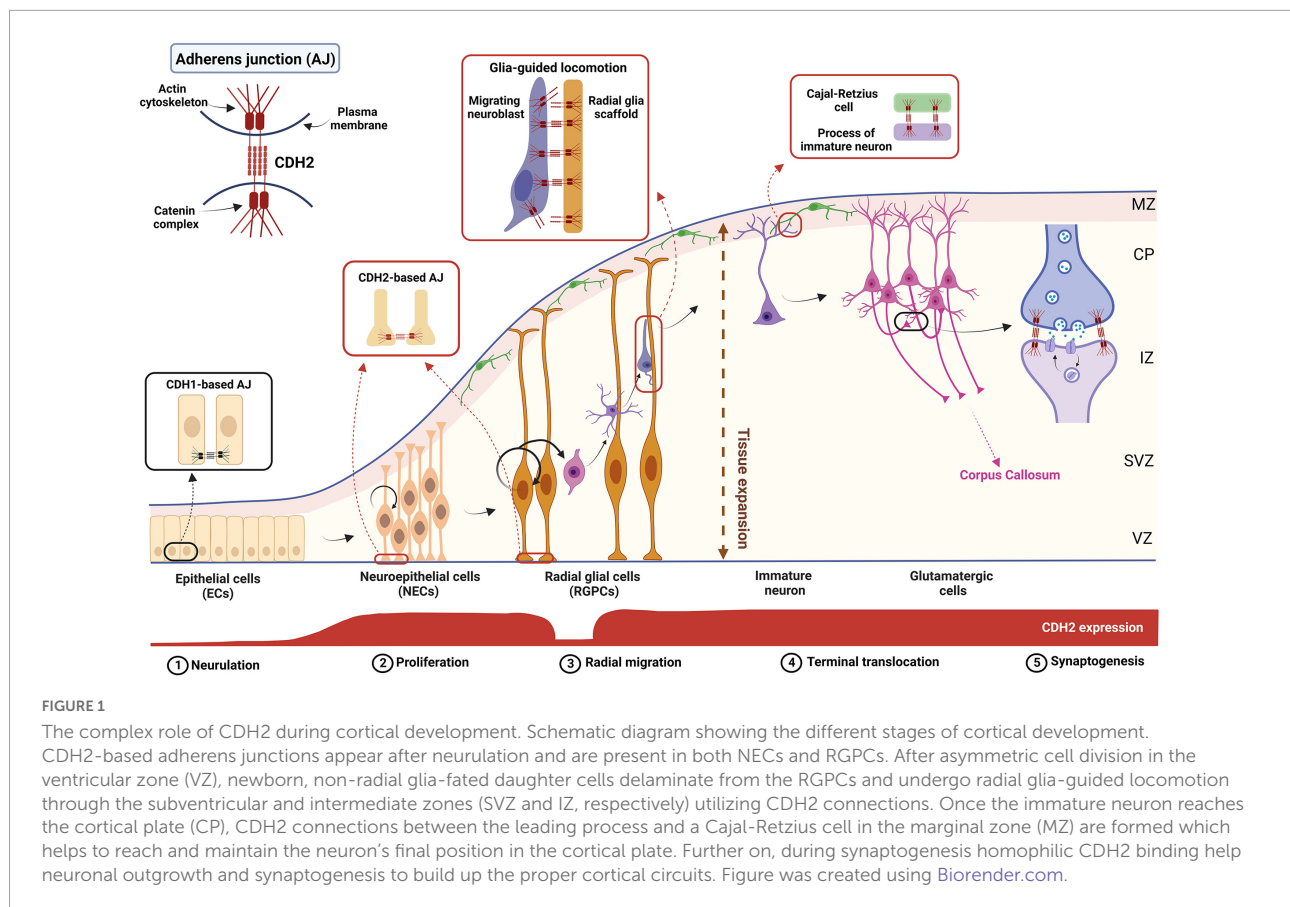 Adherens junction (AJ)
Actin
cytoskeleton
Plasma
membrane
CDH2
Catenin
complex
Glia-guided locomotion
Migrating
neuroblast
Radial glia
scaffold
Cajal-Retzius
cell
Process of
immature neuron
CDH2-based AJ
CDH1-based AJ
MZ
CP
IZ
SVZ
VZ
Tissue expansion
Corpus Callosum
Epithelial cells
(ECs)
Neuroepithelial cells
(NECs)
Radial glial cells
(RGPCs)
Immature
neuron
Glutamatergic
cells
CDH2 expression
1 Neurulation
2 Proliferation
3 Radial migration
4 Terminal translocation
5 Synaptogenesis
FIGURE 1
The complex role of CDH2 during cortical development. Schematic diagram showing the different stages of cortical development.
CDH2-based adherens junctions appear after neurulation and are present in both NECs and RGPCs. After asymmetric cell division in the
ventricular zone (VZ), newborn, non-radial glia-fated daughter cells delaminate from the RGPCs and undergo radial glia-guided locomotion
through the subventricular and intermediate zones (SVZ and IZ, respectively) utilizing CDH2 connections. Once the immature neuron reaches
the cortical plate (CP), CDH2 connections between the leading process and a Cajal-Retzius cell in the marginal zone (MZ) are formed which
helps to reach and maintain the neuron's final position in the cortical plate. Further on, during synaptogenesis homophilic CDH2 binding help
neuronal outgrowth and synaptogenesis to build up the proper cortical circuits. Figure was created using Biorender.com.